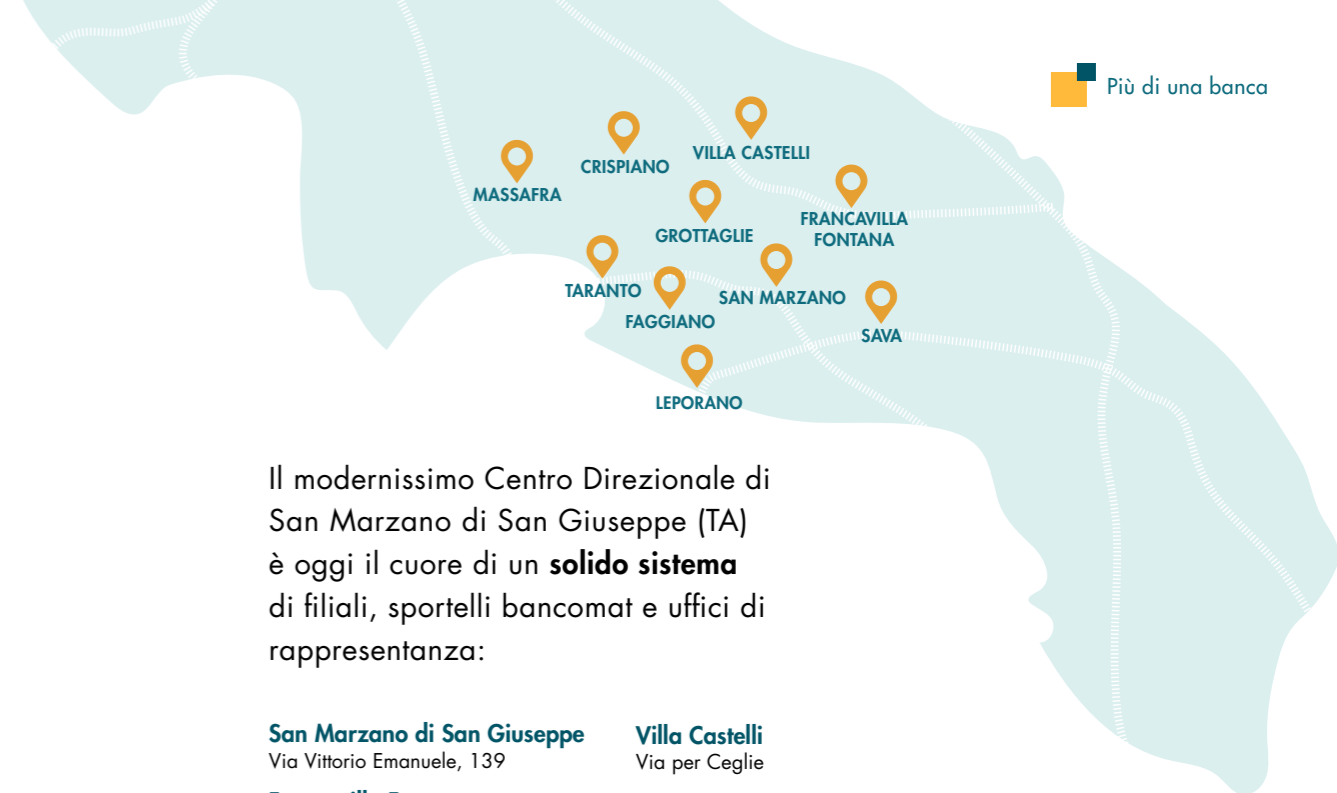 Più di una banca
VILLA CASTELLI
CRISPIANO
MASSAFRA
FRANCAVILLA
FONTANA
GROTTAGLIE
TARANTO
SAN MARZANO
FAGGIANO
SAVA
LEPORANO
Il modernissimo Centro Direzionale di
San Marzano di San Giuseppe (TA)
è oggi il cuore di un solido sistema
di filiali, sportelli bancomat e uffici di
rappresentanza:
San Marzano di San Giuseppe
Via Vittorio Emanuele, 139
Villa Castelli
Via per Ceglie